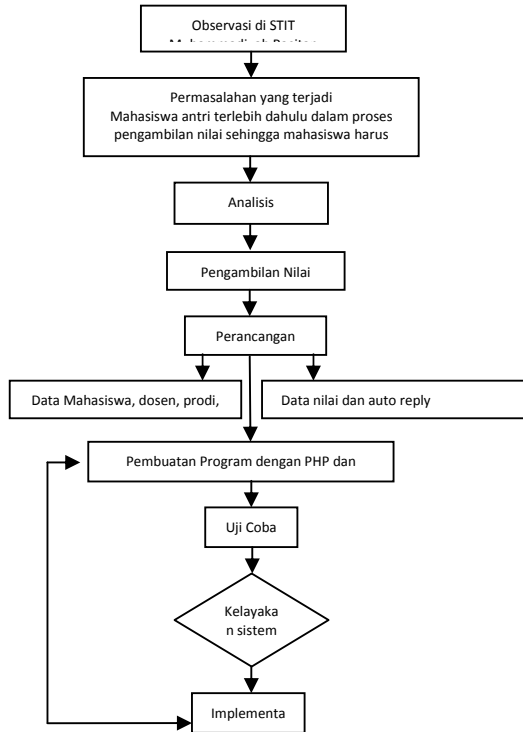 Observasi di STIT
Permasalahan yang terjadi
Mahasiswa antri terlebih dahulu dalam proses
pengambilan nilai sehingga mahasiswa harus
Analisis
Pengambilan Nilai
Perancangan
Data Mahasiswa, dosen, prodi,
Data nilai dan auto reply
Pembuatan Program dengan PHP dan
Uji Coba
Kelayaka
n sistem
Implementa